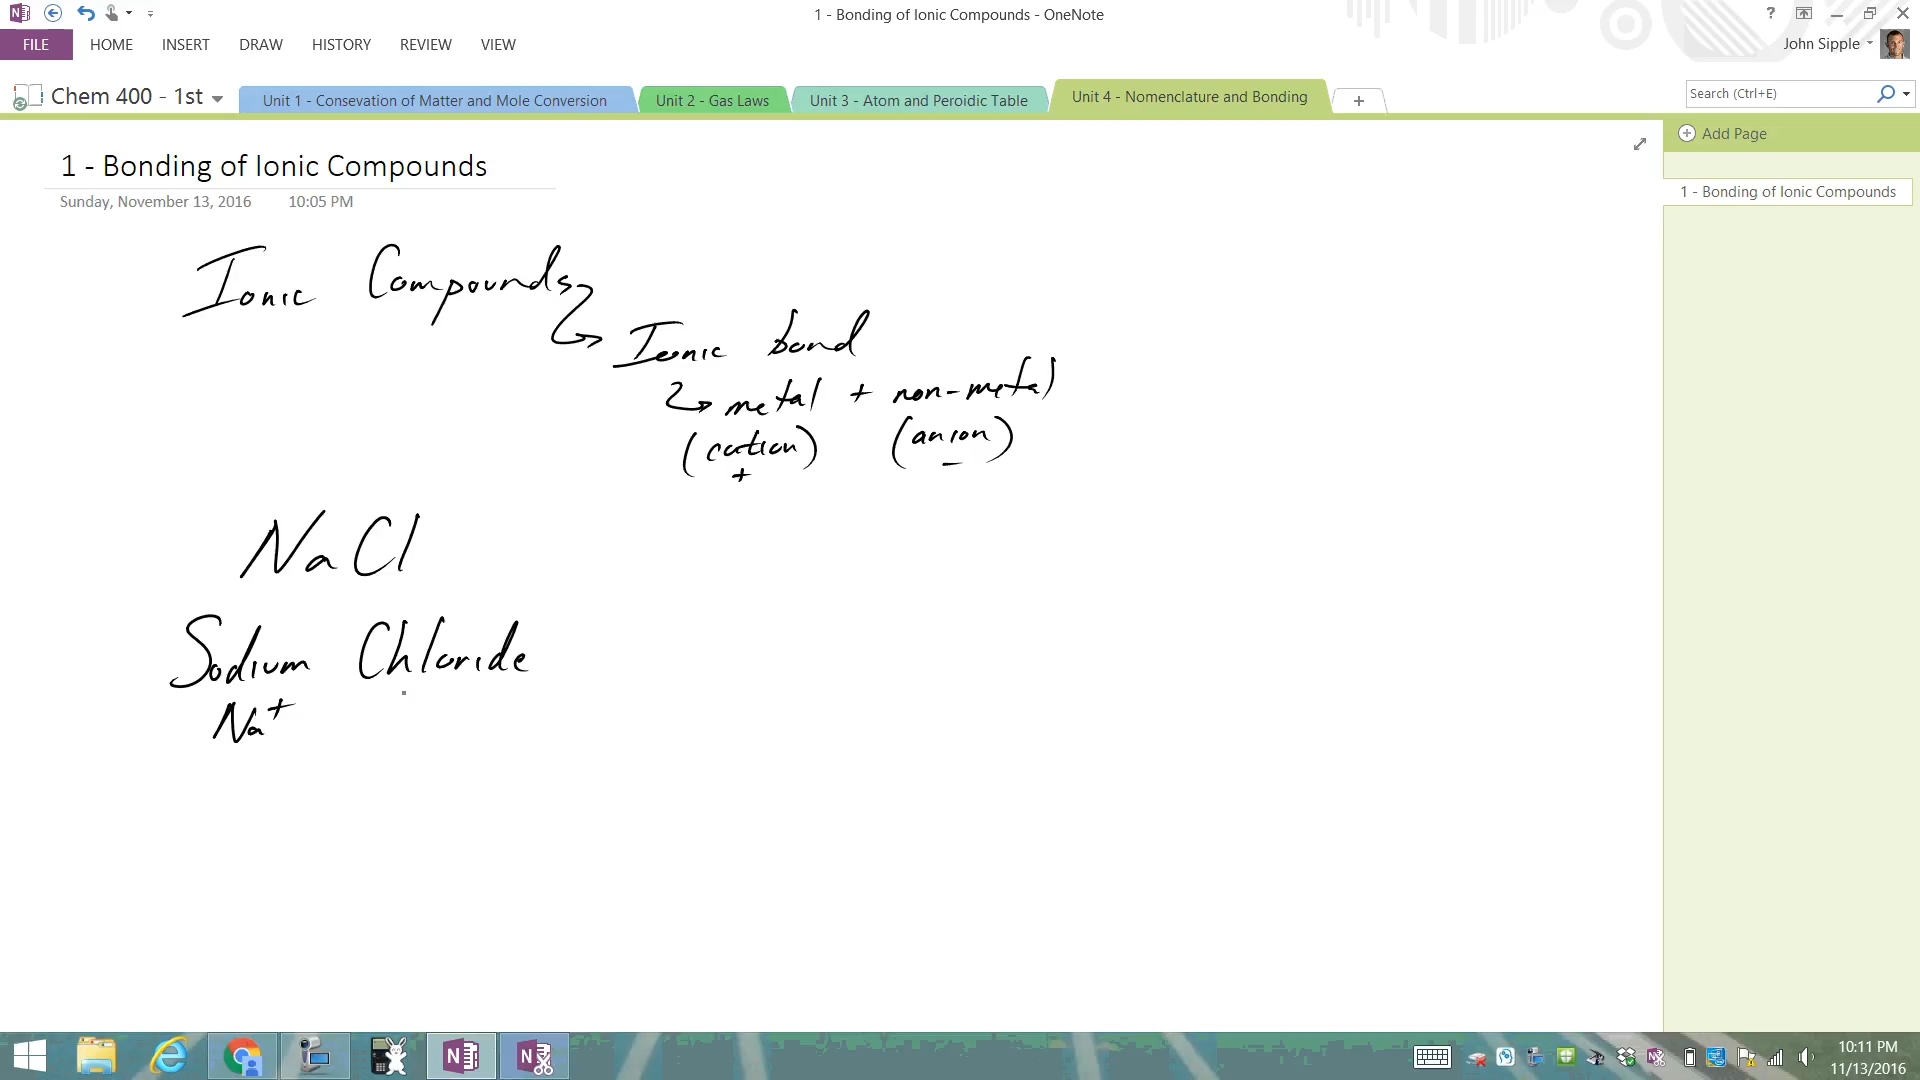 1 - Bonding of Ionic Compounds - OneNote
?
FILE HOME INSERT DRAW HISTORY REVIEW VIEW
John Sipple
Chem 400 - 1st
Unit 1 - Consevation of Matter and Mole Conversion
Unit 2 - Gas Laws
Unit 3 - Atom and Peroidic Table
Unit 4 - Nomenclature and Bonding
+
Search (Ctrl+E)
Add Page
1 - Bonding of Ionic Compounds
1 - Bonding of Ionic Compounds
Sunday, November 13, 2016 10:05 PM
Ionic Compounds
Ionic bond
metal + non-metal
(cation) (anion)
+ −
NaCl
Sodium Chloride
Na+
10:11 PM
11/13/2016